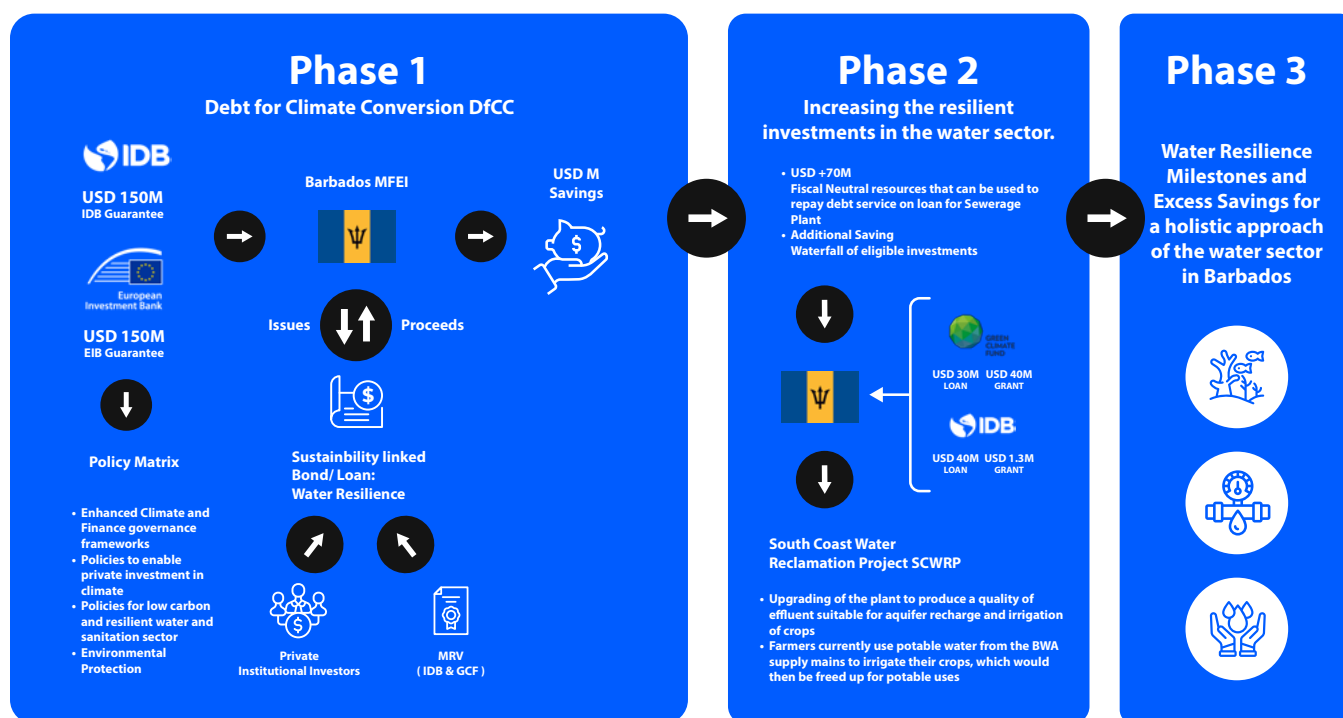 Phase 1
Debt for Climate Conversion DfCC
IDB
USD 150M
IDB Guarantee
European
Investment Bank
USD 150M
EIB Guarantee
Policy Matrix
• Enhanced Climate and
Finance governance
frameworks
• Policies to enable
private investment in
climate
• Policies for low carbon
and resilient water and
sanitation sector
• Environmental
Protection
Barbados MFEI
USD M
Savings
Issues
Proceeds
Sustainbility linked
Bond/ Loan:
Water Resilience
Private
Institutional Investors
MRV
( IDB & GCF )
Phase 2
Increasing the resilient
investments in the water sector.
• USD +70M
Fiscal Neutral resources that can be used to
repay debt service on loan for Sewerage
Plant
• Additional Saving
Waterfall of eligible investments
GREEN
CLIMATE
FUND
USD 30M USD 40M
LOAN GRANT
IDB
USD 40M USD 1.3M
LOAN GRANT
South Coast Water
Reclamation Project SCWRP
• Upgrading of the plant to produce a quality of
effluent suitable for aquifer recharge and irrigation
of crops
• Farmers currently use potable water from the BWA
supply mains to irrigate their crops, which would
then be freed up for potable uses
Phase 3
Water Resilience
Milestones and
Excess Savings for
a holistic approach
of the water sector
in Barbados